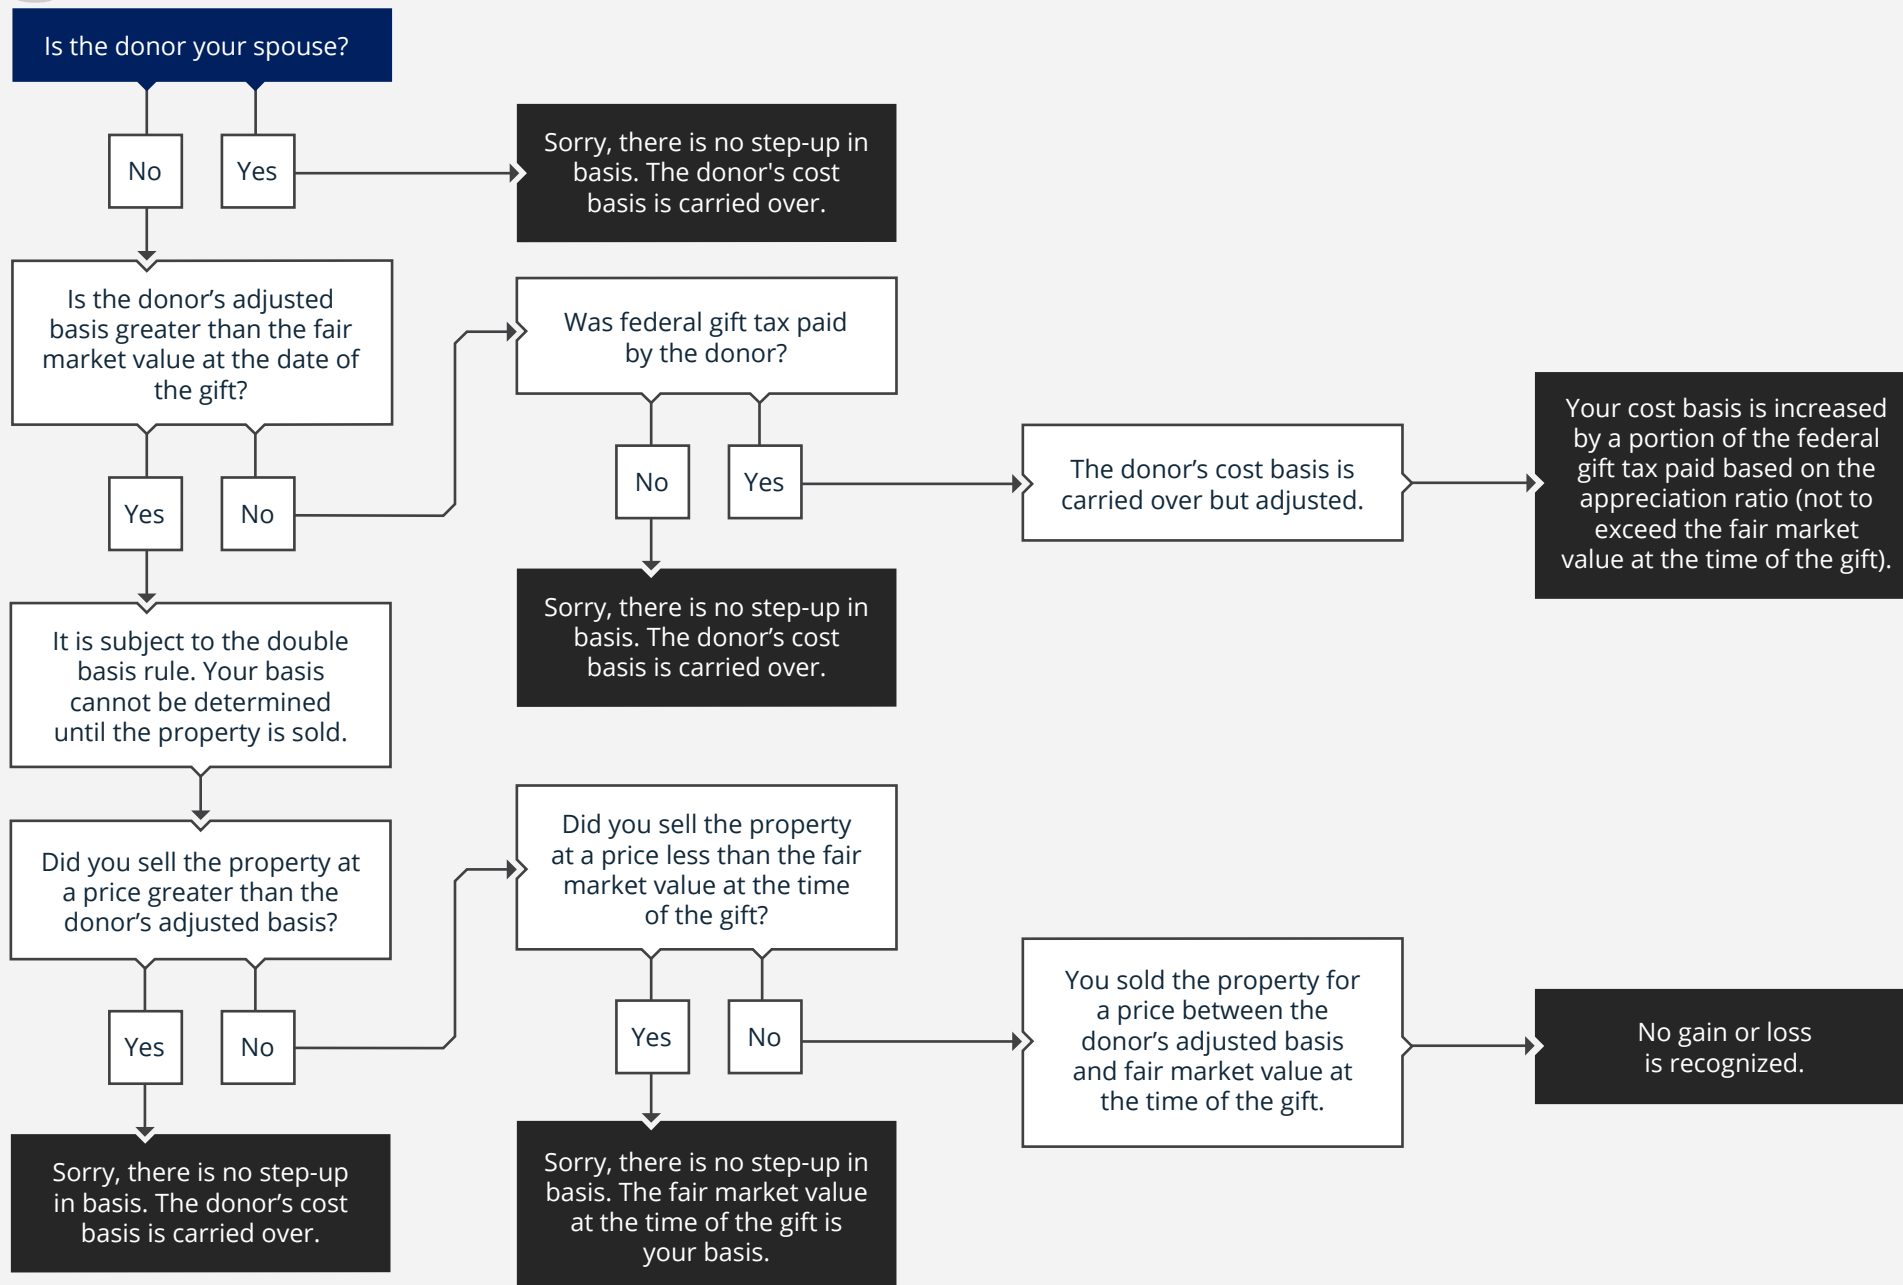 Is the donor your spouse?
No
Yes
Sorry, there is no step-up in
basis. The donor's cost
basis is carried over.
Is the donor’s adjusted
basis greater than the fair
market value at the date of
the gift?
Yes
No
Was federal gift tax paid
by the donor?
No
Yes
The donor’s cost basis is
carried over but adjusted.
Your cost basis is increased
by a portion of the federal
gift tax paid based on the
appreciation ratio (not to
exceed the fair market
value at the time of the gift).
Sorry, there is no step-up in
basis. The donor’s cost
basis is carried over.
It is subject to the double
basis rule. Your basis
cannot be determined
until the property is sold.
Did you sell the property at
a price greater than the
donor’s adjusted basis?
Yes
No
Did you sell the property
at a price less than the fair
market value at the time
of the gift?
Yes
No
You sold the property for
a price between the
donor’s adjusted basis
and fair market value at
the time of the gift.
No gain or loss
is recognized.
Sorry, there is no step-up
in basis. The donor’s cost
basis is carried over.
Sorry, there is no step-up in
basis. The fair market value
at the time of the gift is
your basis.